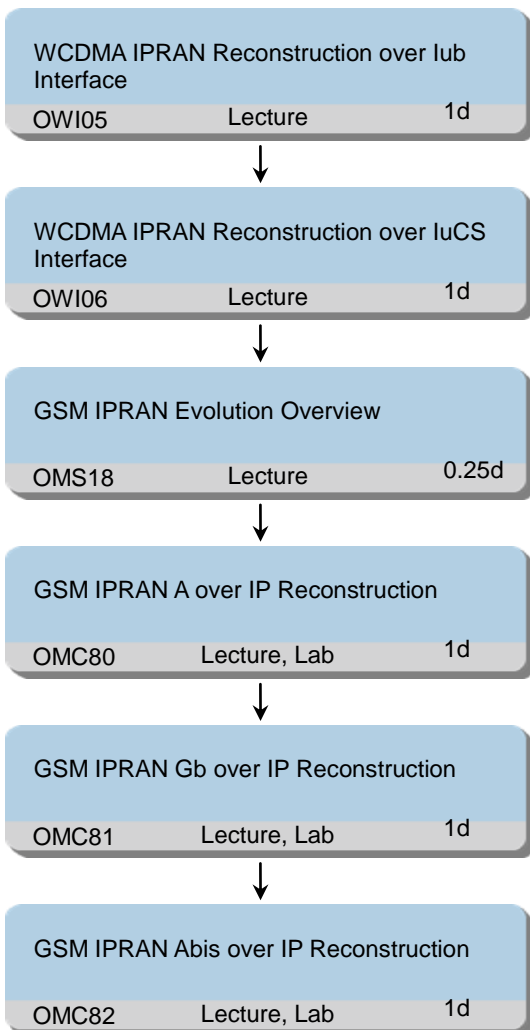 WCDMA IPRAN Reconstruction over Iub
Interface
OWI05 Lecture 1d
WCDMA IPRAN Reconstruction over IuCS
Interface
OWI06 Lecture 1d
GSM IPRAN Evolution Overview
OMS18 Lecture 0.25d
GSM IPRAN A over IP Reconstruction
OMC80 Lecture, Lab 1d
GSM IPRAN Gb over IP Reconstruction
OMC81 Lecture, Lab 1d
GSM IPRAN Abis over IP Reconstruction
OMC82 Lecture, Lab 1d